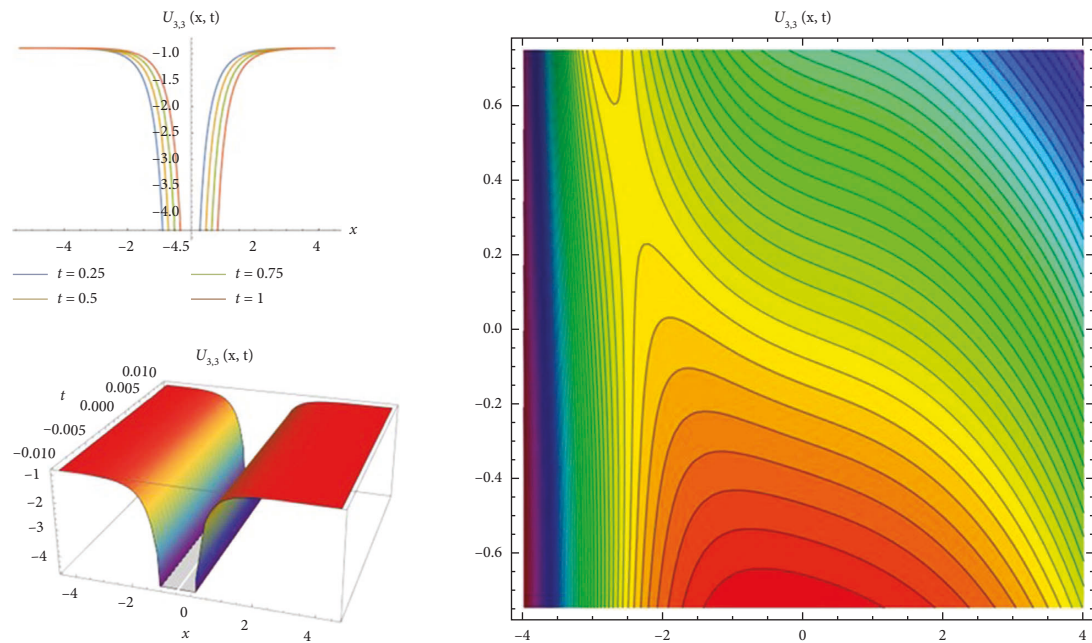 U3,3 (x, t)
−1.0
−1.5
−2.0
−2.5
−3.0
−3.5
−4.0
−4 −2 −4.5 2 4 x
t = 0.25 t = 0.75
t = 0.5 t = 1
U3,3 (x, t)
0.010
0.005
t 0.000
−0.005
−0.010
−1
−2
−3
−4
−4 −2 0 2 4
x
U3,3 (x, t)
0.6
0.4
0.2
0.0
−0.2
−0.4
−0.6
−4 −2 0 2 4